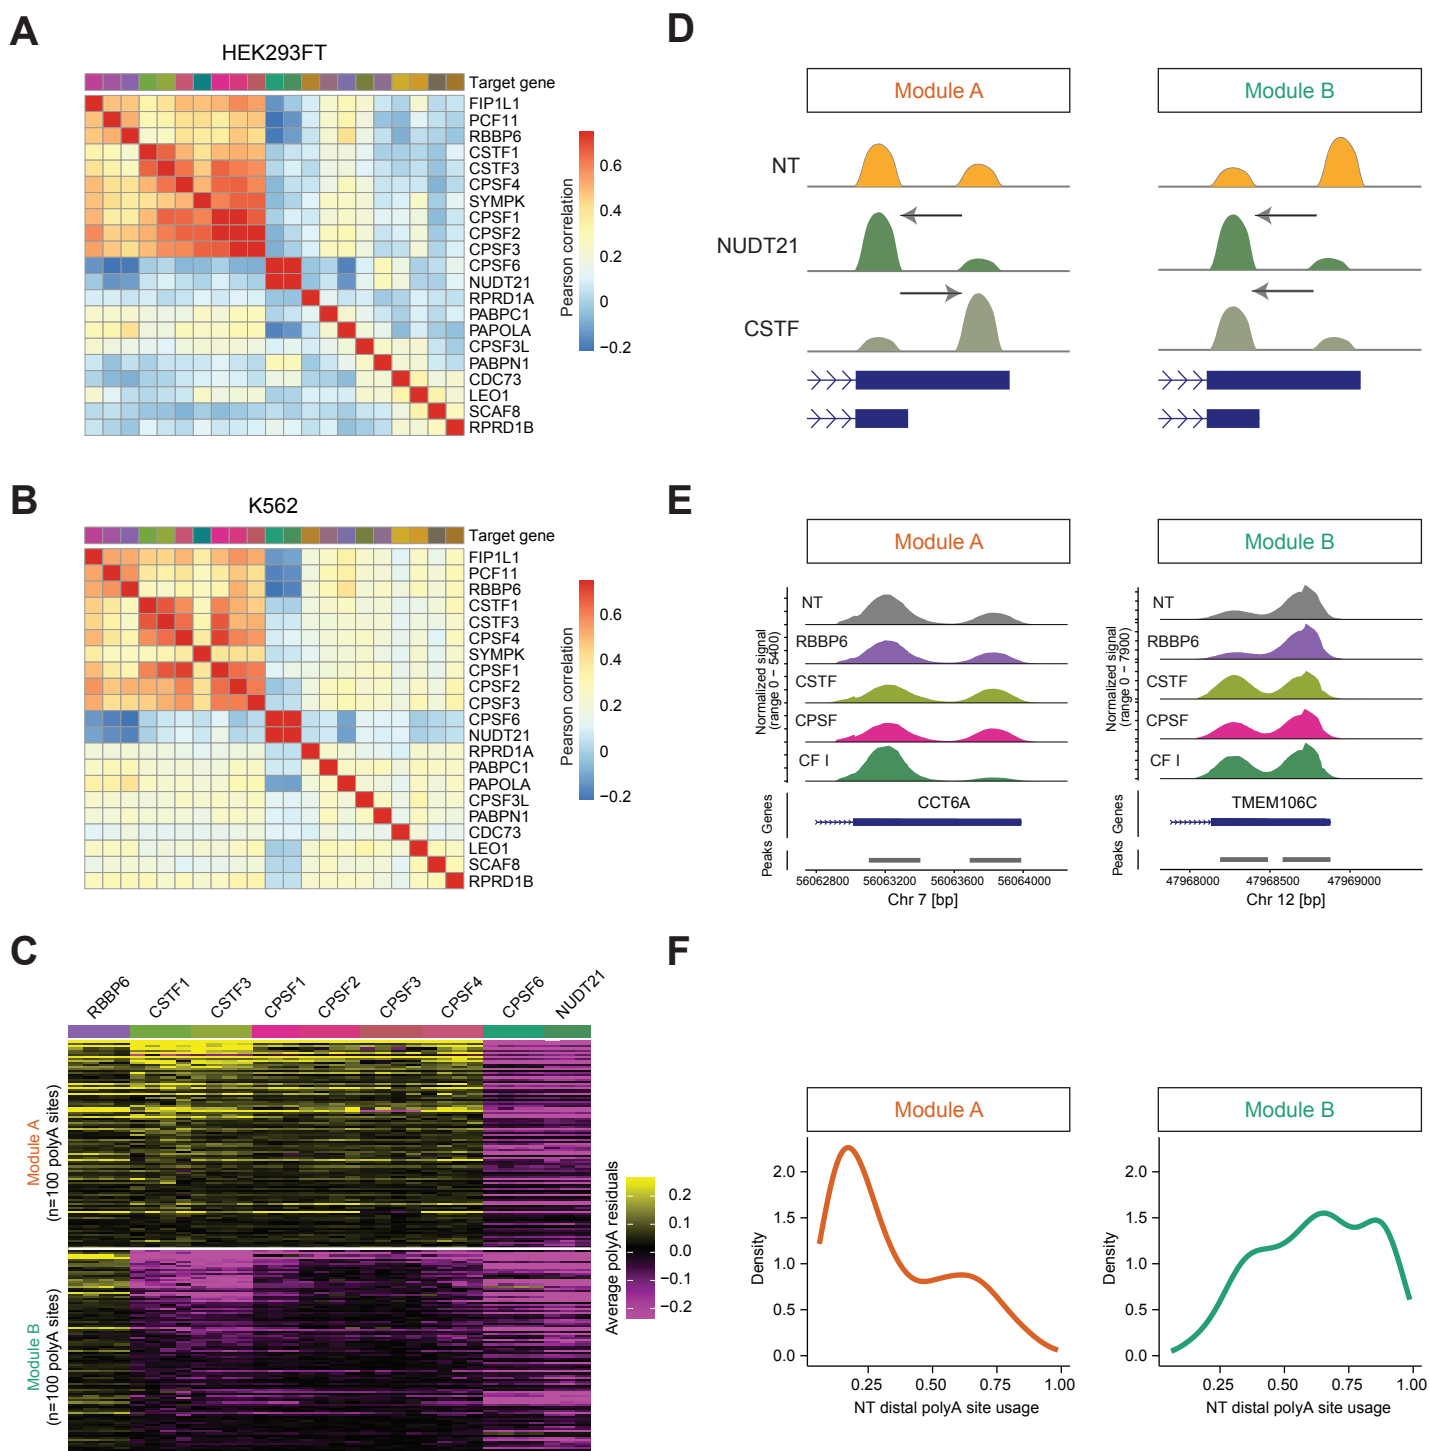 A
HEK293FT
Target gene
FIP1L1
PCF11
RBBP6
CSTF1
CSTF3
CPSF4
SYMPK
CPSF1
CPSF2
CPSF3
CPSF6
NUDT21
RPRD1A
PABPC1
PAPOLA
CPSF3L
PABPN1
CDC73
LEO1
SCAF8
RPRD1B
Pearson correlation
0.6
0.4
0.2
0
−0.2
B
K562
Target gene
FIP1L1
PCF11
RBBP6
CSTF1
CSTF3
CPSF4
SYMPK
CPSF1
CPSF2
CPSF3
CPSF6
NUDT21
RPRD1A
PABPC1
PAPOLA
CPSF3L
PABPN1
CDC73
LEO1
SCAF8
RPRD1B
Pearson correlation
0.6
0.4
0.2
0
−0.2
C
RBBP6 CSTF1 CSTF3 CPSF1 CPSF2 CPSF3 CPSF4 CPSF6 NUDT21
Module A
(n=100 polyA sites)
Module B
(n=100 polyA sites)
Average polyA residuals
0.2
0.1
0.0
−0.1
−0.2
D
Module A
Module B
NT
NUDT21
CSTF
E
Module A
Normalized signal
(range 0 − 5400)
NT
RBBP6
CSTF
CPSF
CF I
Genes
CCT6A
Peaks
56062800 56063200 56063600 56064000
Chr 7 [bp]
Module B
Normalized signal
(range 0 − 7900)
NT
RBBP6
CSTF
CPSF
CF I
Genes
TMEM106C
Peaks
47968000 47968500 47969000
Chr 12 [bp]
F
Module A
Density
2.0
1.5
1.0
0.5
0.0
0.25 0.50 0.75 1.00
NT distal polyA site usage
Module B
Density
2.0
1.5
1.0
0.5
0.0
0.25 0.50 0.75 1.00
NT distal polyA site usage